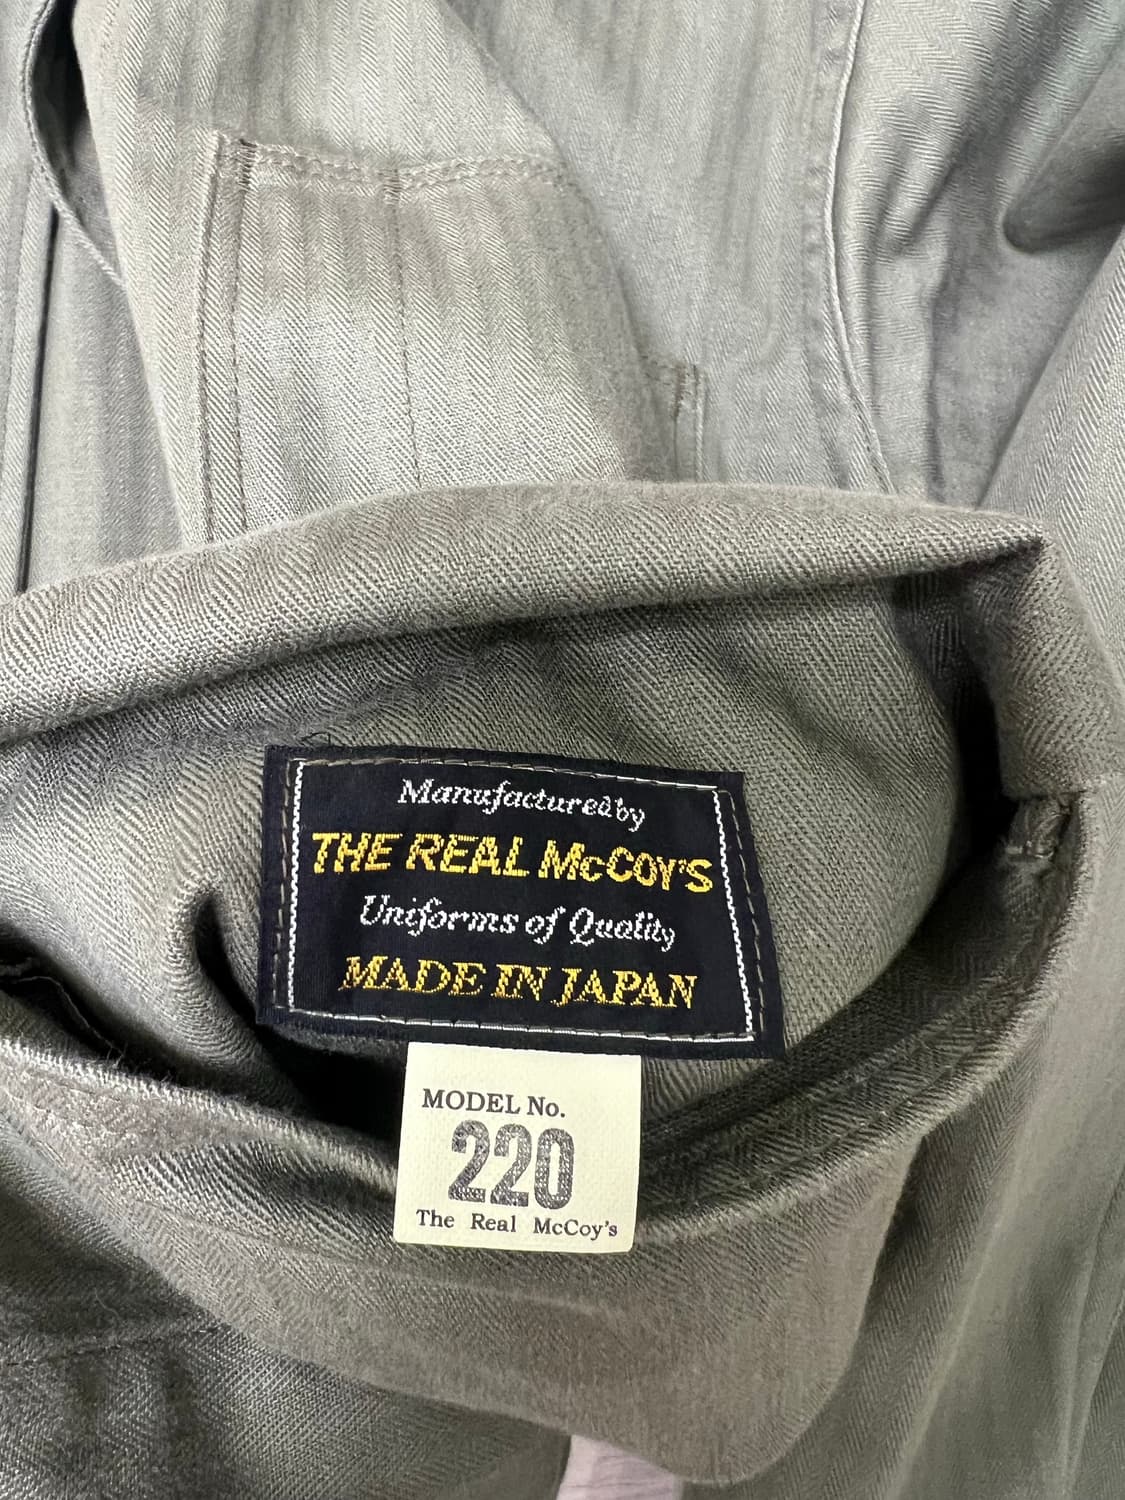 Manufactured by
THE REAL McCOY'S
Uniforms of Quality
MADE IN JAPAN
MODEL No.
220
The Real McCoy's